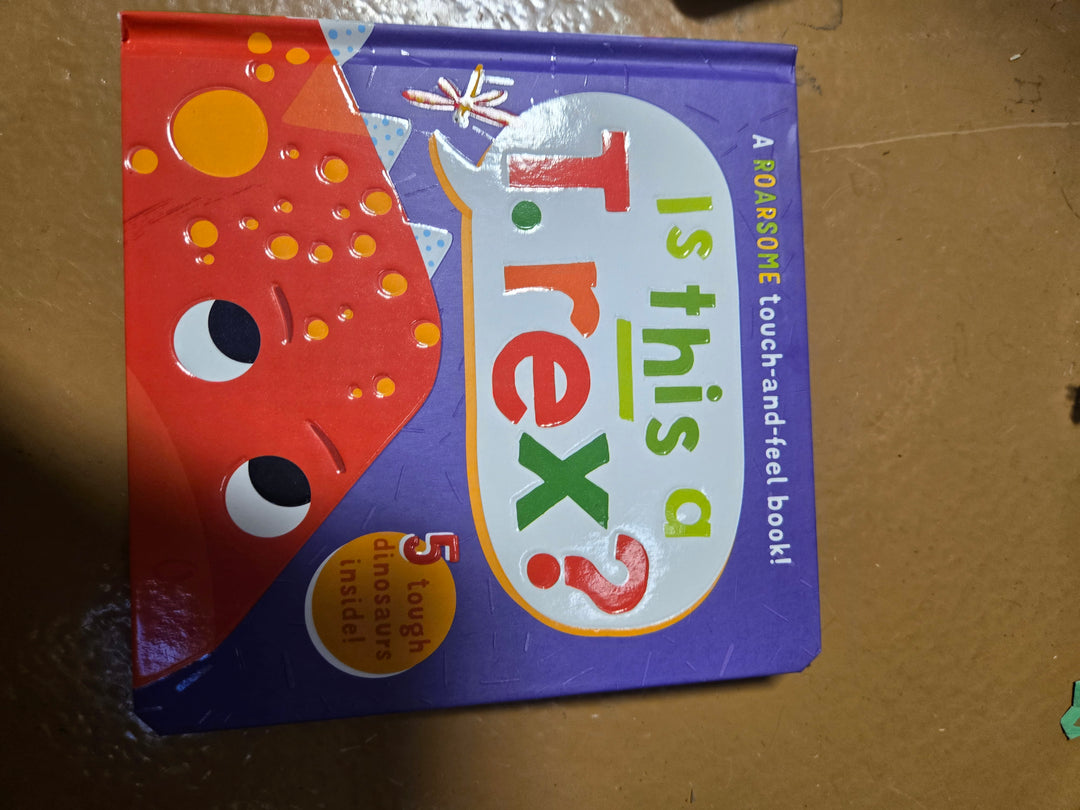 A ROARSOME touch-and-feel book!
Is this a
T. rex?
5 tough
dinosaurs
inside!